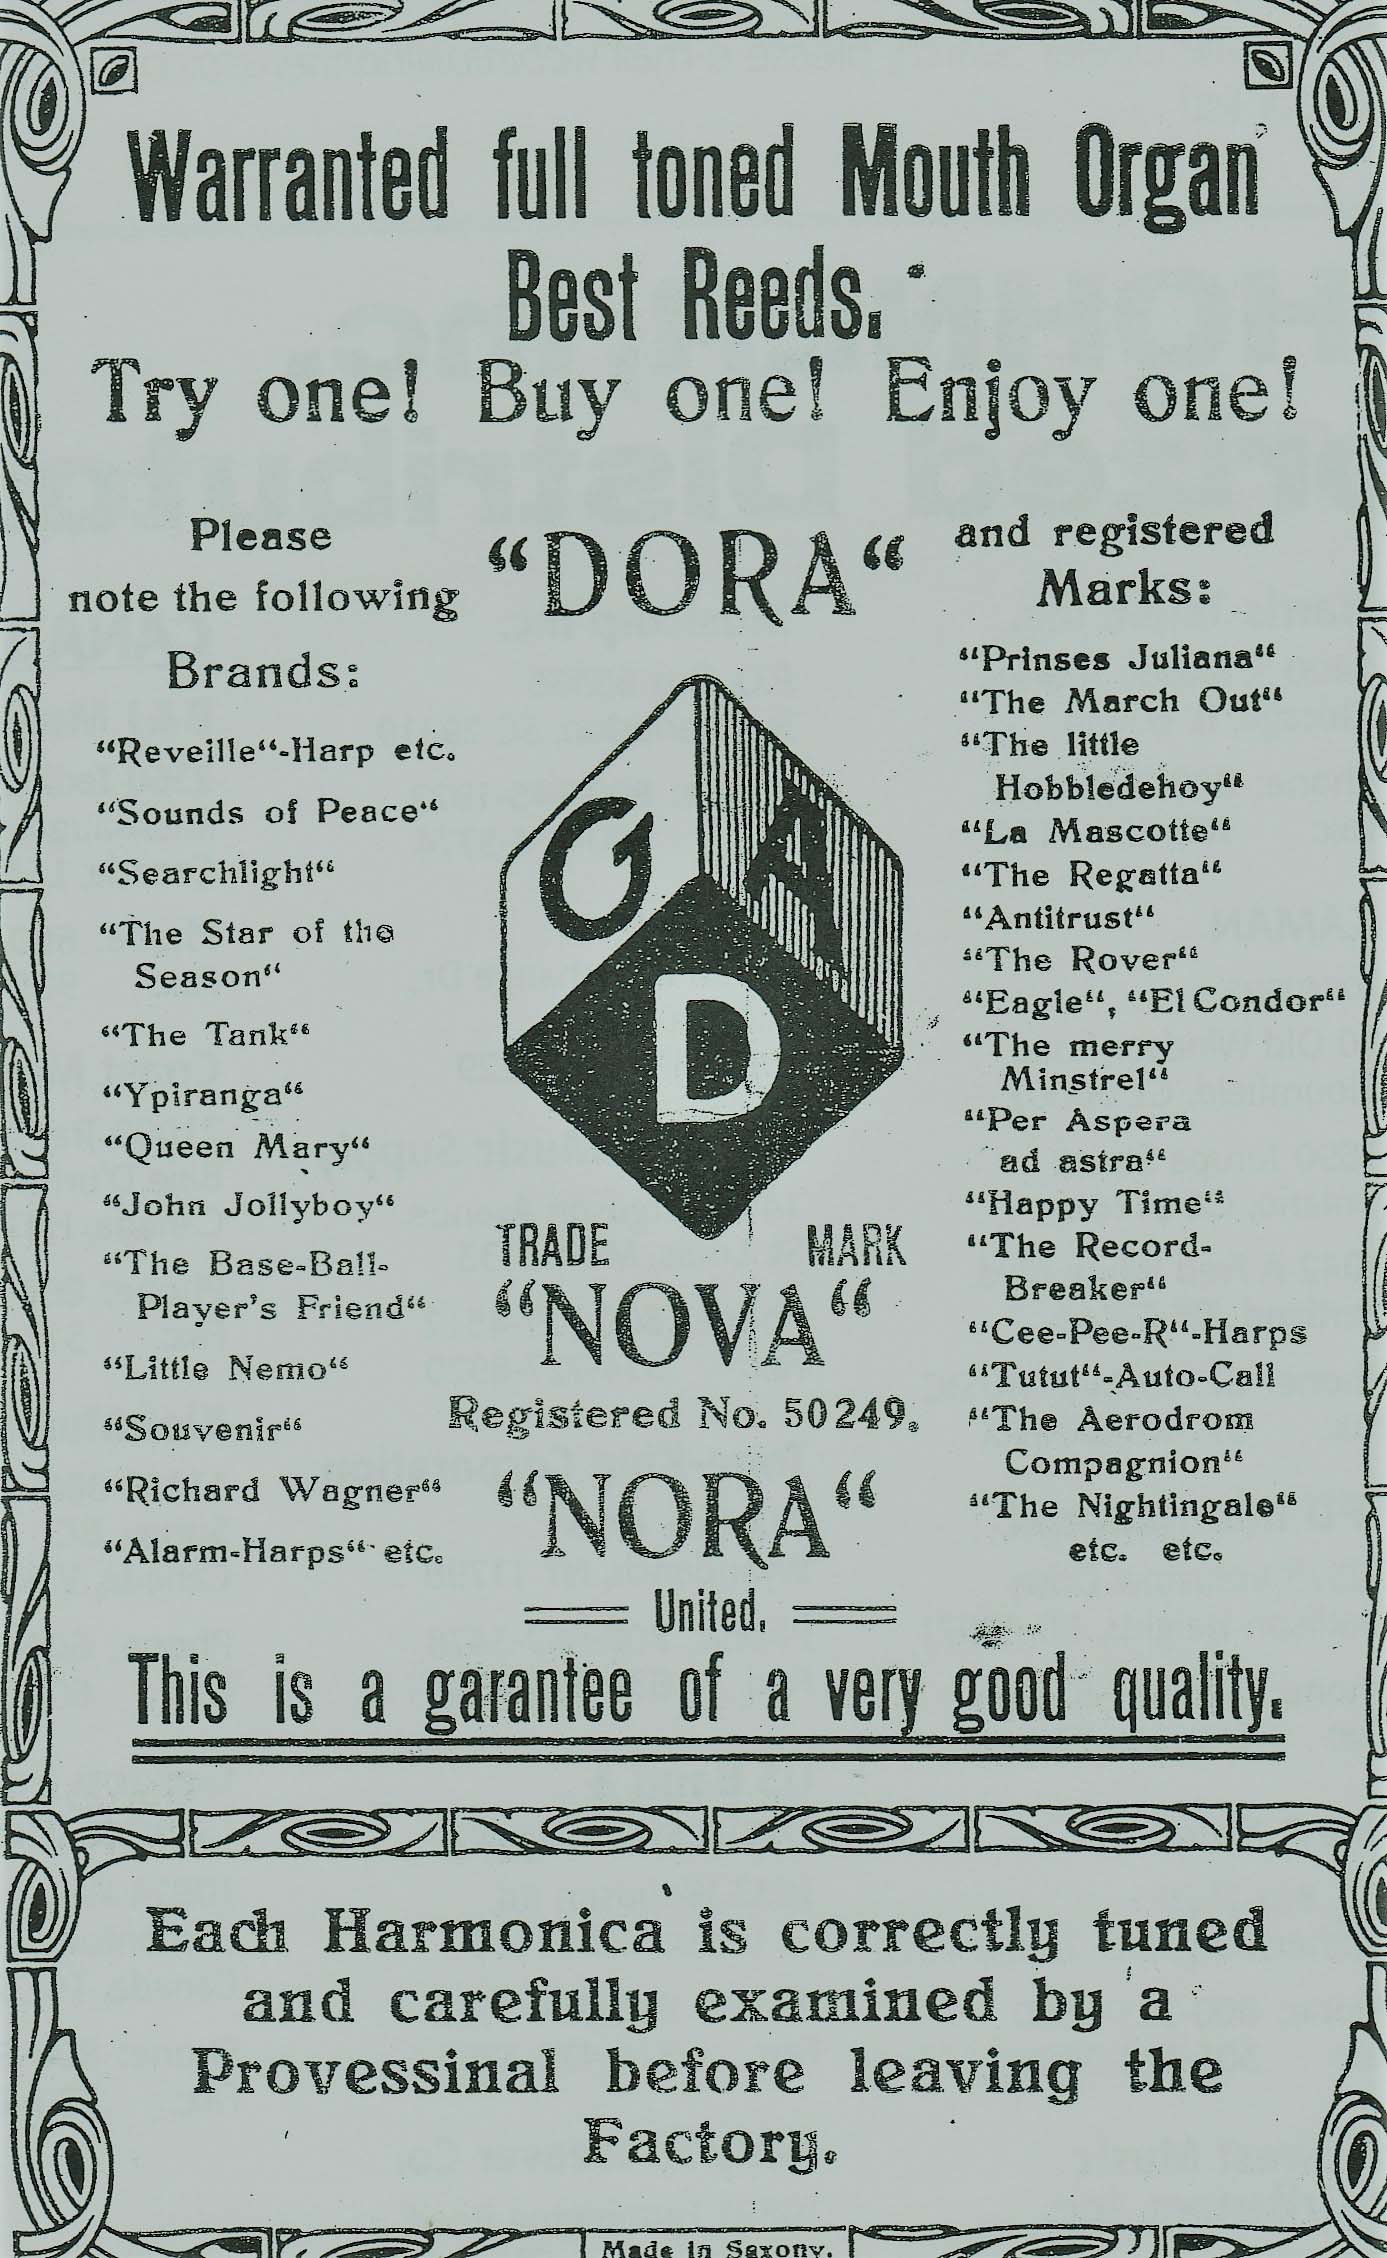 Warranted full toned Mouth Organ
Best Reeds.
Try one! Buy one! Enjoy one!
Please
note the following
Brands:
“Reveille“-Harp etc.
“Sounds of Peace“
“Searchlight“
“The Star of the
Season“
“The Tank“
“Ypiranga“
“Queen Mary“
“John Jollyboy“
“The Base-Ball-
Player's Friend“
“Little Nemo“
“Souvenir“
“Richard Wagner“
“Alarm-Harps“ etc.
“DORA“
G A
D
TRADE MARK
“NOVA“
Registered No. 50249.
“NORA“
United.
and registered
Marks:
“Prinses Juliana“
“The March Out“
“The little
Hobbledehoy“
“La Mascotte“
“The Regatta“
“Antitrust“
“The Rover“
“Eagle“, “El Condor“
“The merry
Minstrel“
“Per Aspera
ad astra“
“Happy Time“
“The Record-
Breaker“
“Cee-Pee-R“-Harps
“Tutut“-Auto-Call
“The Aerodrom
Compagnion“
“The Nightingale“
etc. etc.
This is a garantee of a very good quality.
Each Harmonica is correctly tuned
and carefully examined by a
Provessinal before leaving the
Factory.
Made in Saxony.